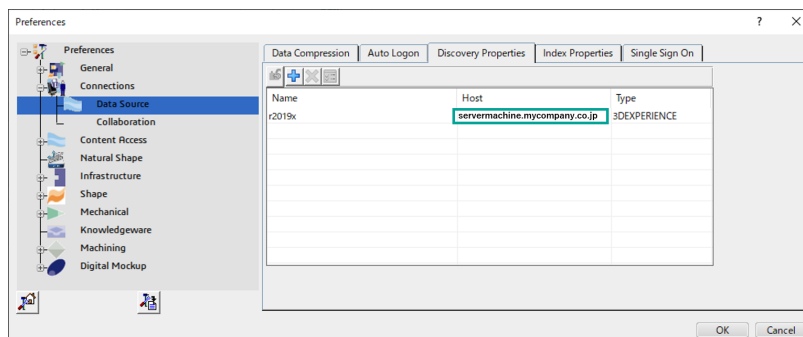 Preferences
? ×
Preferences
General
Connections
Data Source
Collaboration
Content Access
Natural Shape
Infrastructure
Shape
Mechanical
Knowledgeware
Machining
Digital Mockup
Data Compression Auto Logon Discovery Properties Index Properties Single Sign On
Name Host Type
r2019x servermachine.mycompany.co.jp 3DEXPERIENCE
OK Cancel